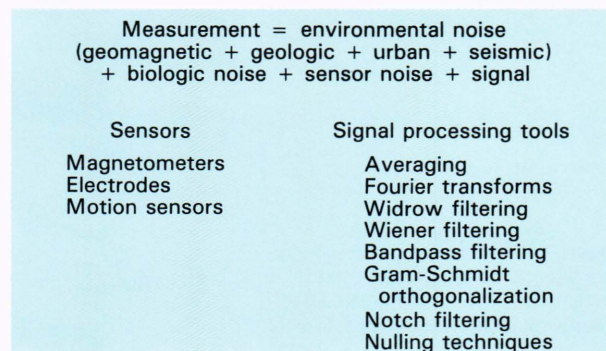 Measurement = environmental noise
(geomagnetic + geologic + urban + seismic)
+ biologic noise + sensor noise + signal
Sensors
Magnetometers
Electrodes
Motion sensors
Signal processing tools
Averaging
Fourier transforms
Widrow filtering
Wiener filtering
Bandpass filtering
Gram-Schmidt
orthogonalization
Notch filtering
Nulling techniques